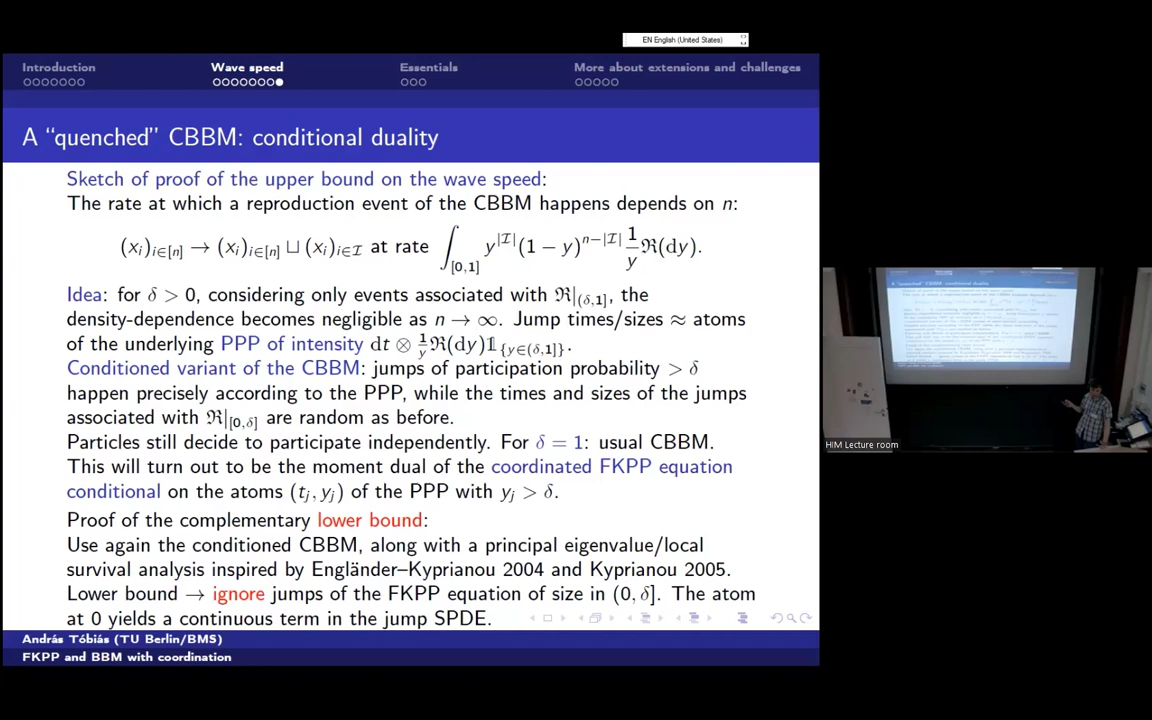 EN English (United States)
Introduction
Wave speed
Essentials
More about extensions and challenges
A “quenched” CBBM: conditional duality
Sketch of proof of the upper bound on the wave speed:
The rate at which a reproduction event of the CBBM happens depends on n:
(x_i)_{i∈[n]} → (x_i)_{i∈[n]} ⊔ (x_i)_{i∈ℐ} at rate ∫_{[0,1]} y^{|ℐ|}(1 − y)^{n−|ℐ|} 1/y ℜ(dy).
Idea: for δ > 0, considering only events associated with ℜ|_{(δ,1]}, the
density-dependence becomes negligible as n → ∞. Jump times/sizes ≈ atoms
of the underlying PPP of intensity dt ⊗ 1/y ℜ(dy)𝟙_{{y∈(δ,1]}}.
Conditioned variant of the CBBM: jumps of participation probability > δ
happen precisely according to the PPP, while the times and sizes of the jumps
associated with ℜ|_{[0,δ]} are random as before.
Particles still decide to participate independently. For δ = 1: usual CBBM.
This will turn out to be the moment dual of the coordinated FKPP equation
conditional on the atoms (t_j, y_j) of the PPP with y_j > δ.
Proof of the complementary lower bound:
Use again the conditioned CBBM, along with a principal eigenvalue/local
survival analysis inspired by Engländer–Kyprianou 2004 and Kyprianou 2005.
Lower bound → ignore jumps of the FKPP equation of size in (0, δ]. The atom
at 0 yields a continuous term in the jump SPDE.
András Tóbiás (TU Berlin/BMS)
FKPP and BBM with coordination
HIM Lecture room